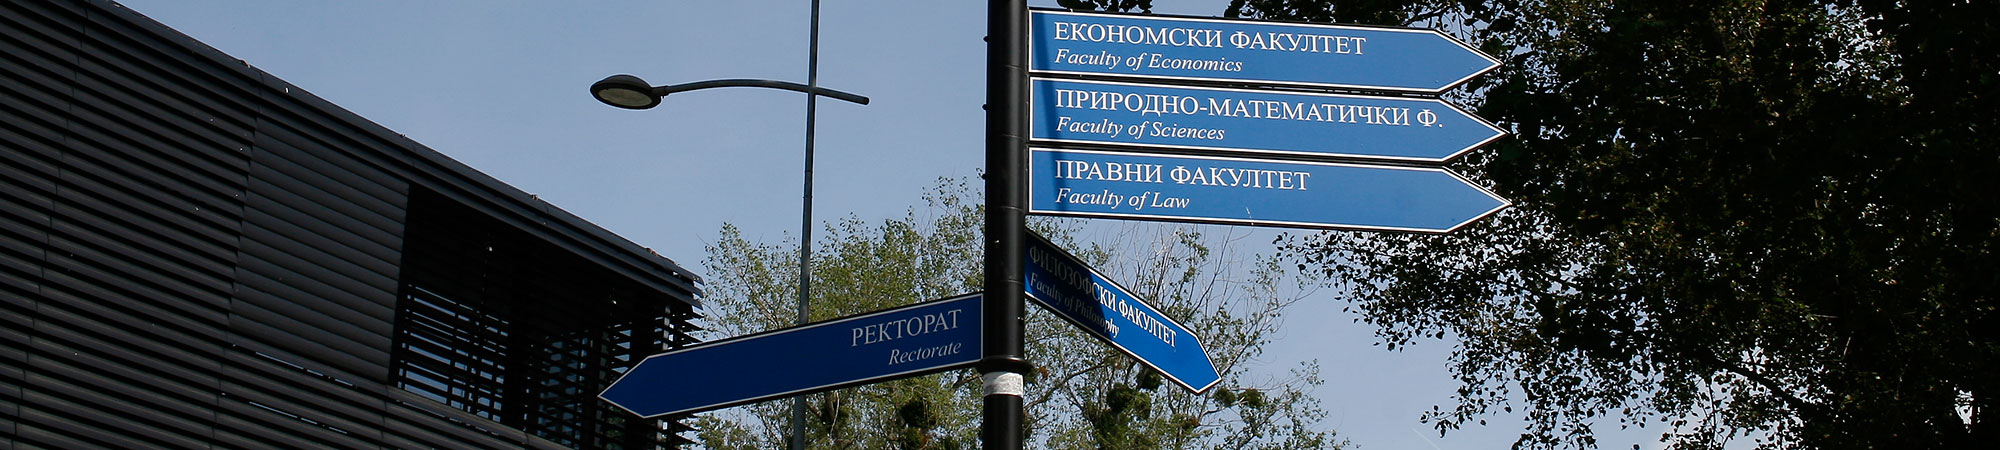 ЕКОНОМСКИ ФАКУЛТЕТ
Faculty of Economics
ПРИРОДНО-МАТЕМАТИЧКИ Ф.
Faculty of Sciences
ПРАВНИ ФАКУЛТЕТ
Faculty of Law
ФИЛОЗОФСКИ ФАКУЛТЕТ
Faculty of Philosophy
РЕКТОРАТ
Rectorate